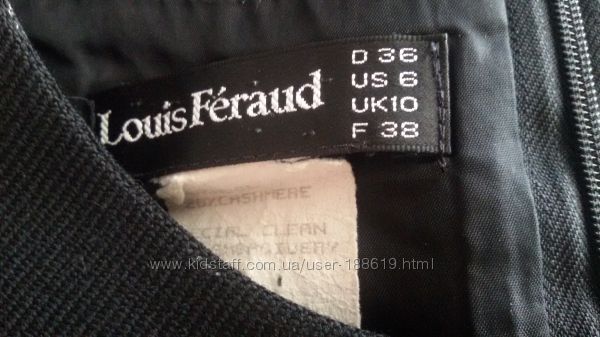 Louis Féraud
D 36
US 6
UK10
F 38
CASHMERE
CLEAN
www.kidstaff.com.ua/user-188619.html